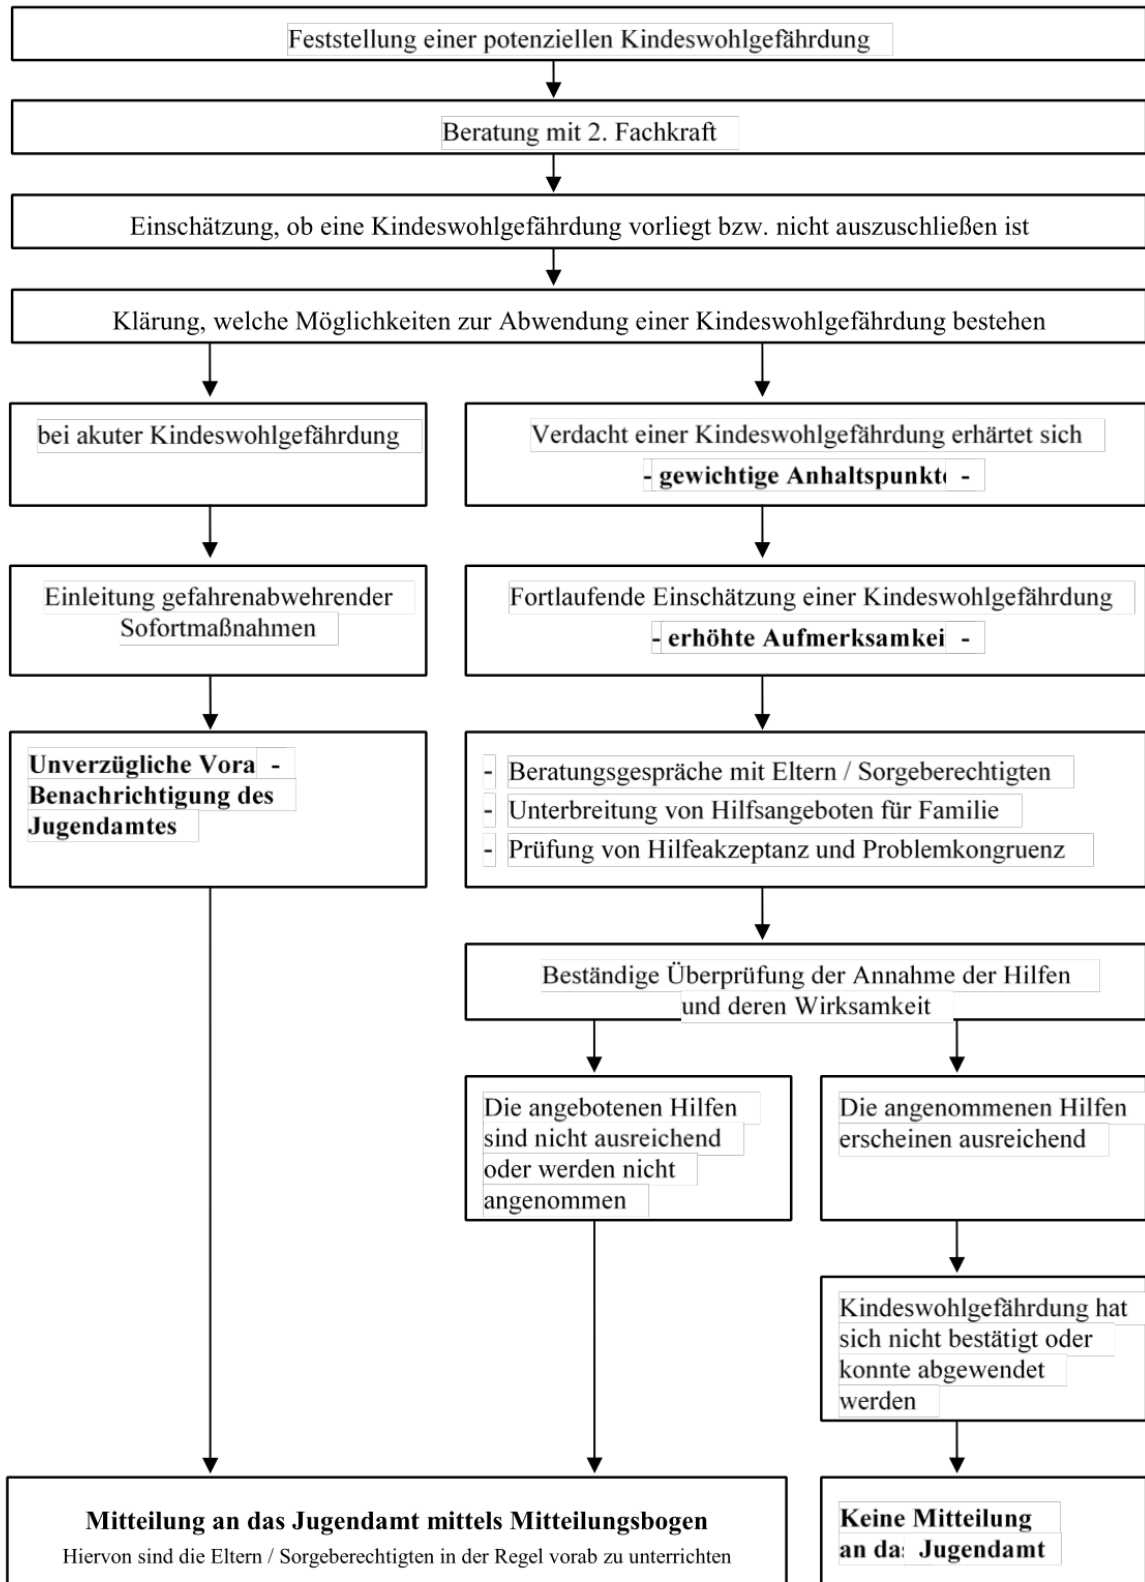 Feststellung einer potenziellen Kindeswohlgefährdung
Beratung mit 2. Fachkraft
Einschätzung, ob eine Kindeswohlgefährdung vorliegt bzw. nicht auszuschließen ist
Klärung, welche Möglichkeiten zur Abwendung einer Kindeswohlgefährdung bestehen
bei akuter Kindeswohlgefährdung
Verdacht einer Kindeswohlgefährdung erhärtet sich
- gewichtige Anhaltspunkte -
Einleitung gefahrenabwehrender
Sofortmaßnahmen
Fortlaufende Einschätzung einer Kindeswohlgefährdung
- erhöhte Aufmerksamkei -
Unverzügliche Vora -
Benachrichtigung des
Jugendamtes
- Beratungsgespräche mit Eltern / Sorgeberechtigten
- Unterbreitung von Hilfsangeboten für Familie
- Prüfung von Hilfeakzeptanz und Problemkongruenz
Beständige Überprüfung der Annahme der Hilfen
und deren Wirksamkeit
Die angebotenen Hilfen
sind nicht ausreichend
oder werden nicht
angenommen
Die angenommenen Hilfen
erscheinen ausreichend
Kindeswohlgefährdung hat
sich nicht bestätigt oder
konnte abgewendet
werden
Mitteilung an das Jugendamt mittels Mitteilungsbogen
Hiervon sind die Eltern / Sorgeberechtigten in der Regel vorab zu unterrichten
Keine Mitteilung
an das Jugendamt